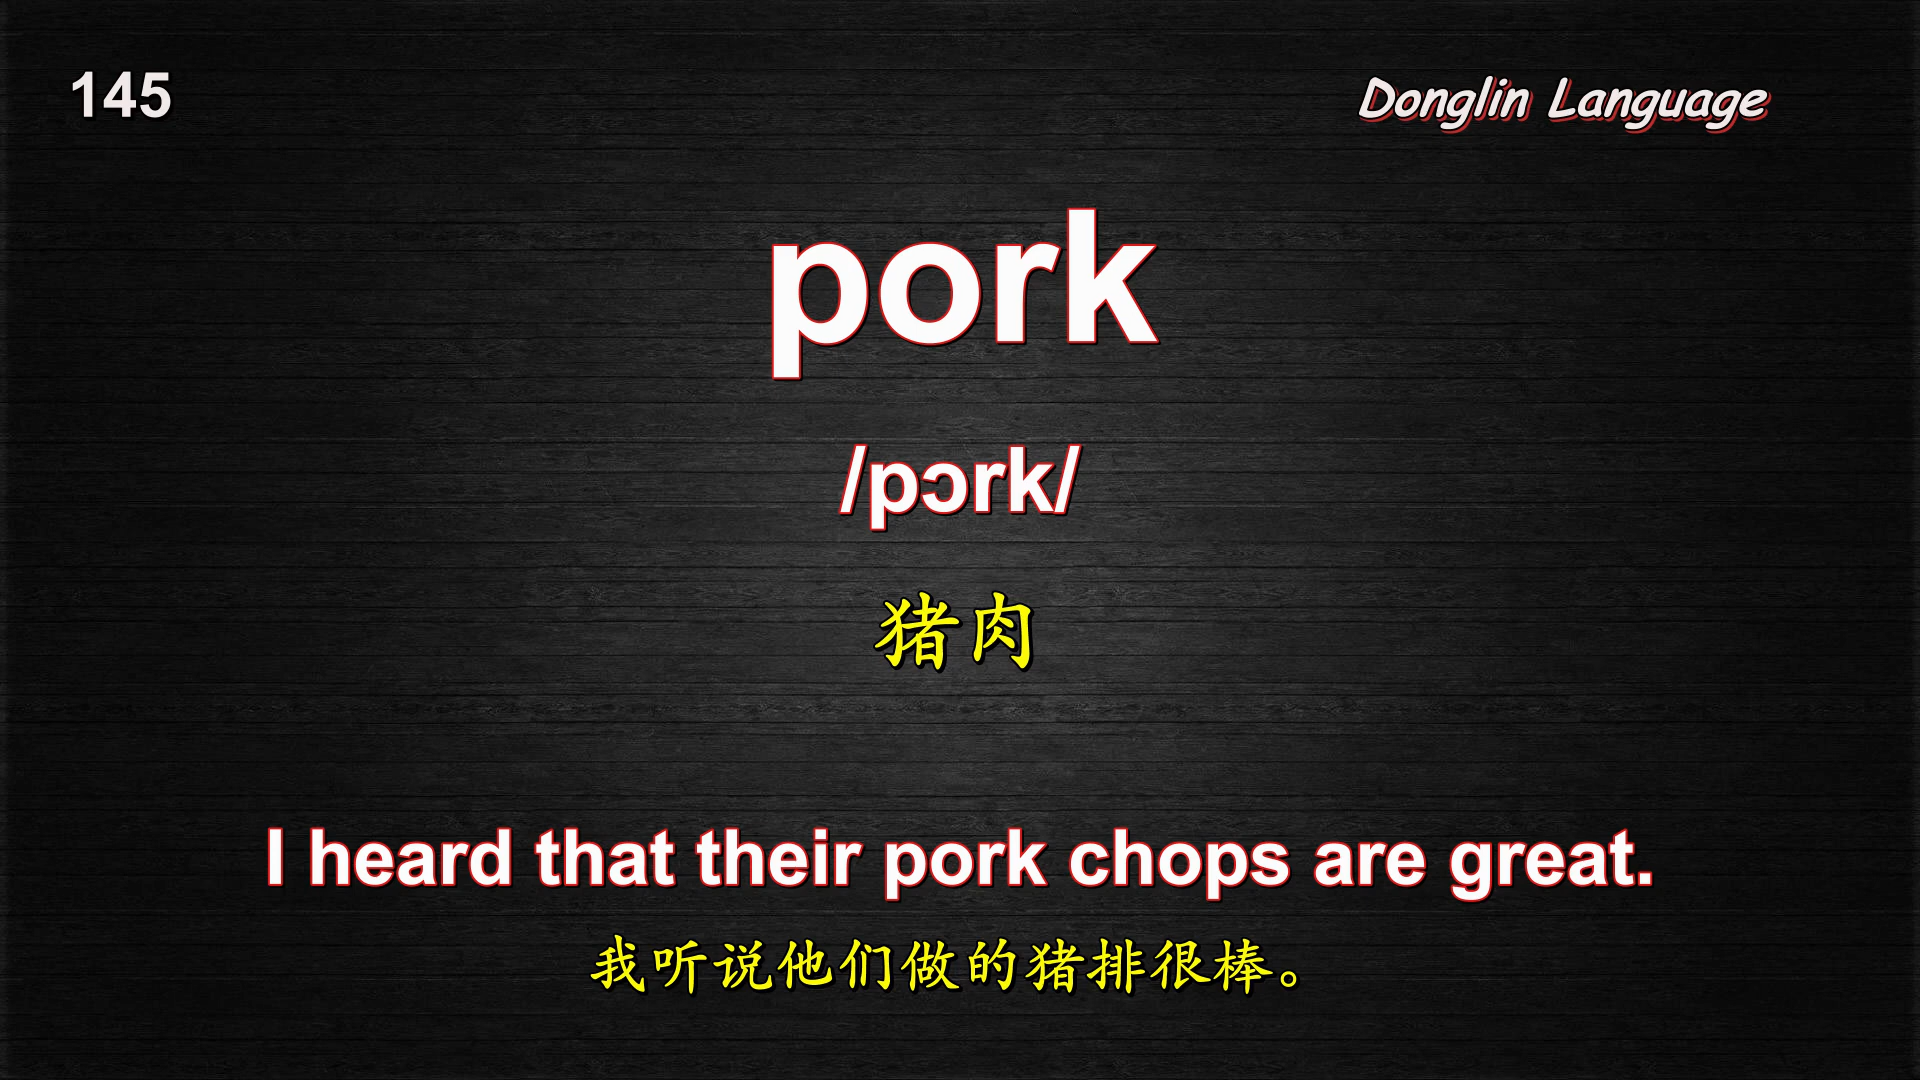 145
Donglin Language
pork
/pɔrk/
猪肉
I heard that their pork chops are great.
我听说他们做的猪排很棒。